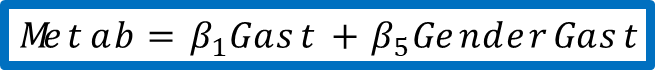 Metab = β₁Gast + β₅GenderGast